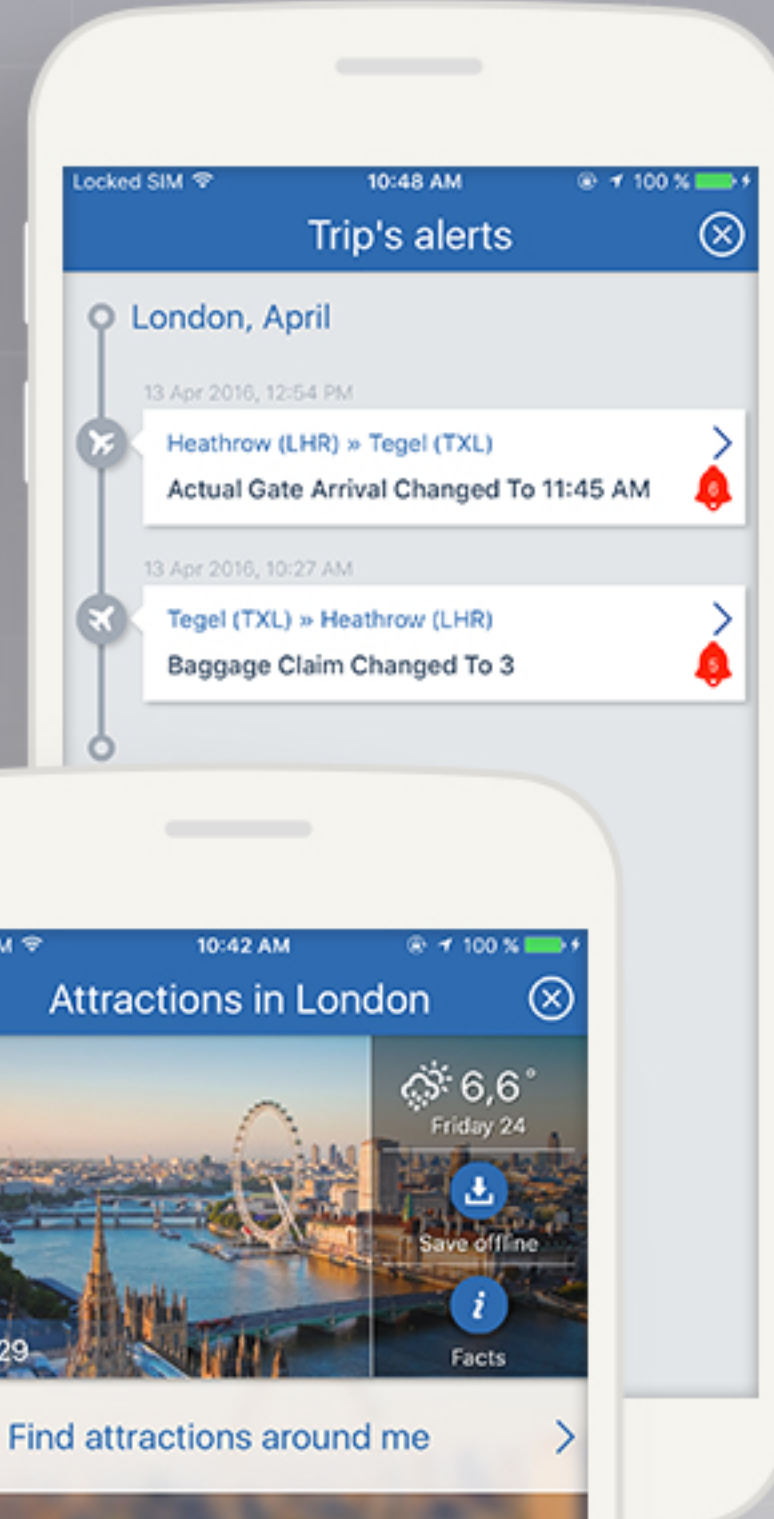 Locked SIM 10:48 AM 100 %
Trip's alerts
London, April
13 Apr 2016, 12:54 PM
Heathrow (LHR) » Tegel (TXL)
Actual Gate Arrival Changed To 11:45 AM
6
13 Apr 2016, 10:27 AM
Tegel (TXL) » Heathrow (LHR)
Baggage Claim Changed To 3
5
M 10:42 AM 100 %
Attractions in London
6,6°
Friday 24
Save offline
i
Facts
29
Find attractions around me